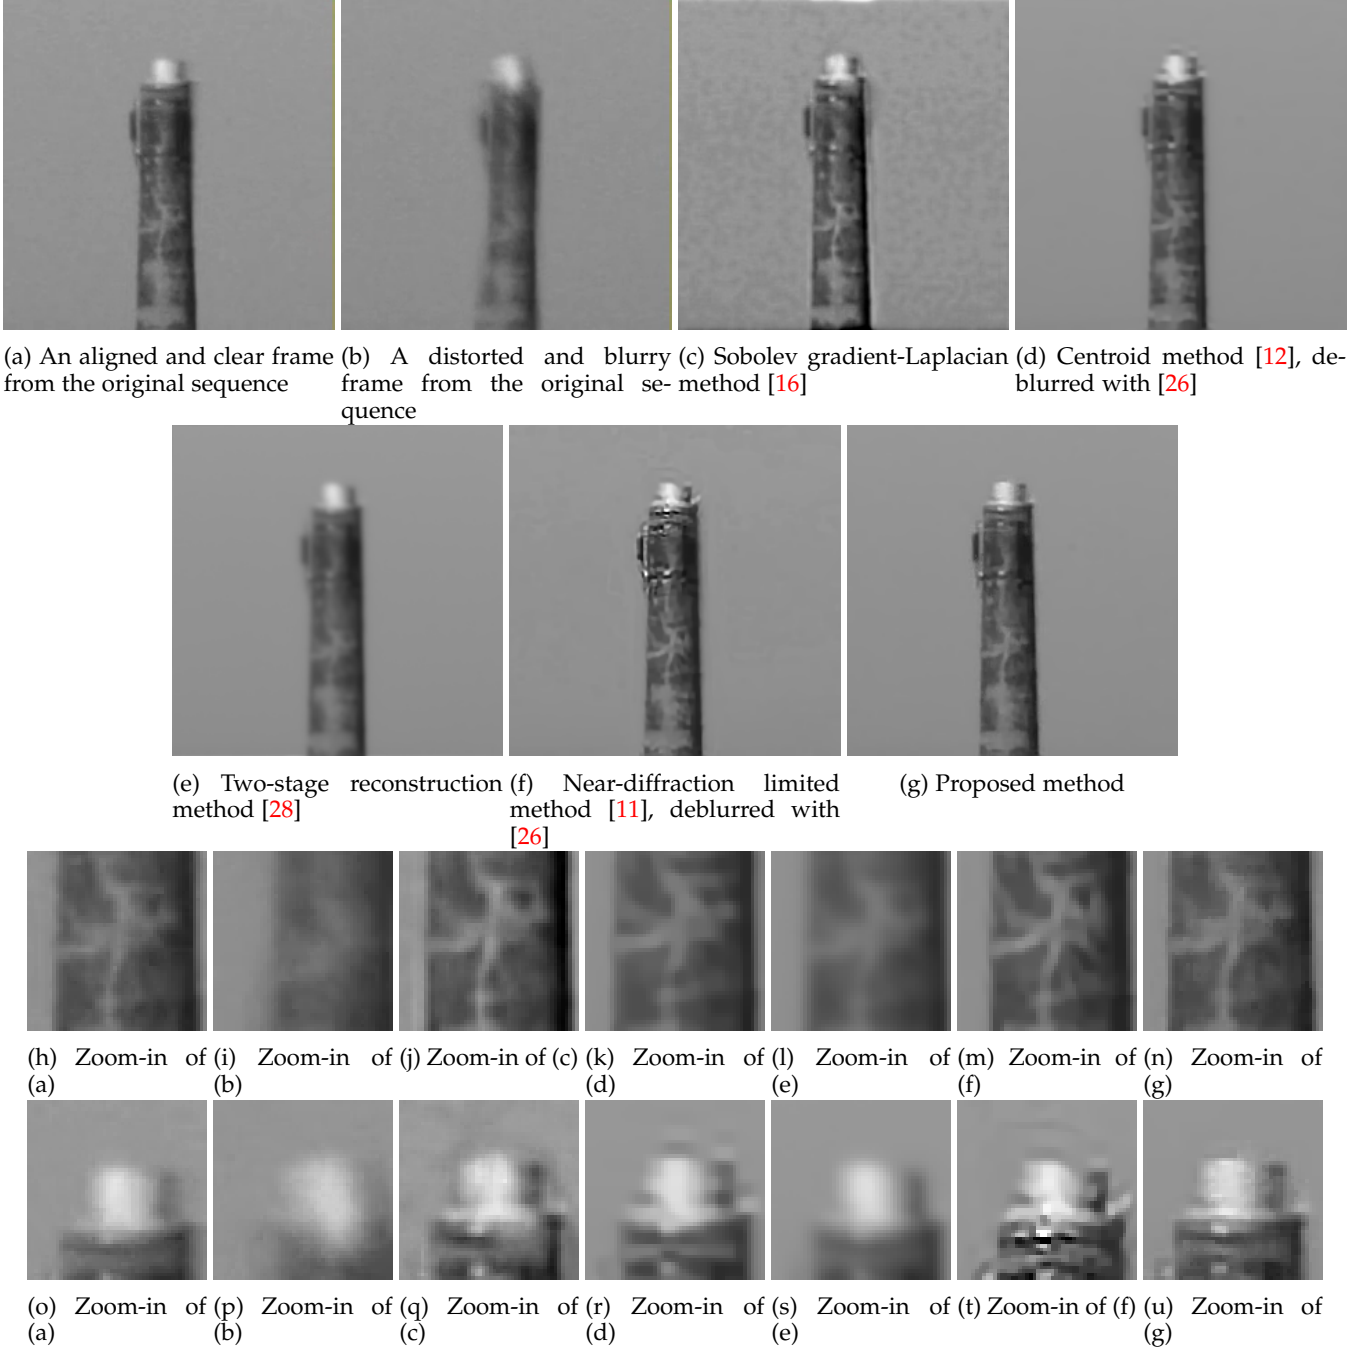 (a) An aligned and clear frame from the original sequence
(b) A distorted and blurry frame from the original se-
quence
(c) Sobolev gradient-Laplacian method [16]
(d) Centroid method [12], de-
blurred with [26]
(e) Two-stage reconstruction method [28]
(f) Near-diffraction limited method [11], deblurred with [26]
(g) Proposed method
(h) Zoom-in of (a)
(i) Zoom-in of (b)
(j) Zoom-in of (c)
(k) Zoom-in of (d)
(l) Zoom-in of (e)
(m) Zoom-in of (f)
(n) Zoom-in of (g)
(o) Zoom-in of (a)
(p) Zoom-in of (b)
(q) Zoom-in of (c)
(r) Zoom-in of (d)
(s) Zoom-in of (e)
(t) Zoom-in of (f)
(u) Zoom-in of (g)